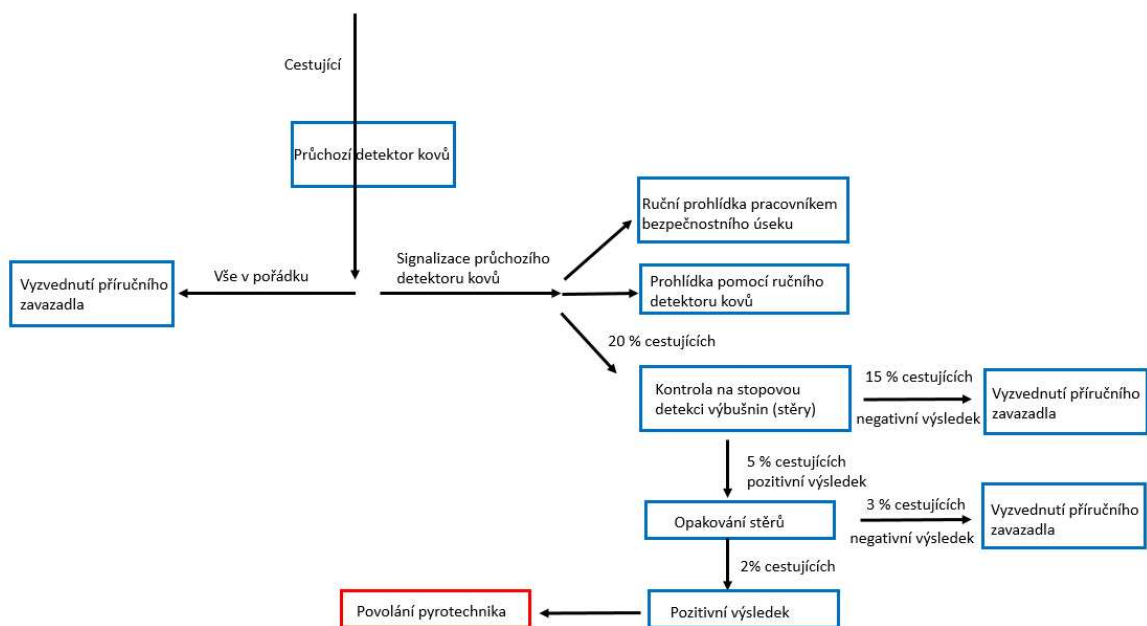 Cestující
Průchozí detektor kovů
Ruční prohlídka pracovníkem
bezpečnostního úseku
Signalizace průchozího
detektoru kovů
Vše v pořádku
Vyzvednutí příručního
zavazadla
Prohlídka pomocí ručního
detektoru kovů
20 % cestujících
Kontrola na stopovou
detekci výbušnin (stěry)
15 % cestujících
negativní výsledek
Vyzvednutí příručního
zavazadla
5 % cestujících
pozitivní výsledek
Opakování stěrů
3 % cestujících
negativní výsledek
Vyzvednutí příručního
zavazadla
2% cestujících
Povolání pyrotechnika
Pozitivní výsledek